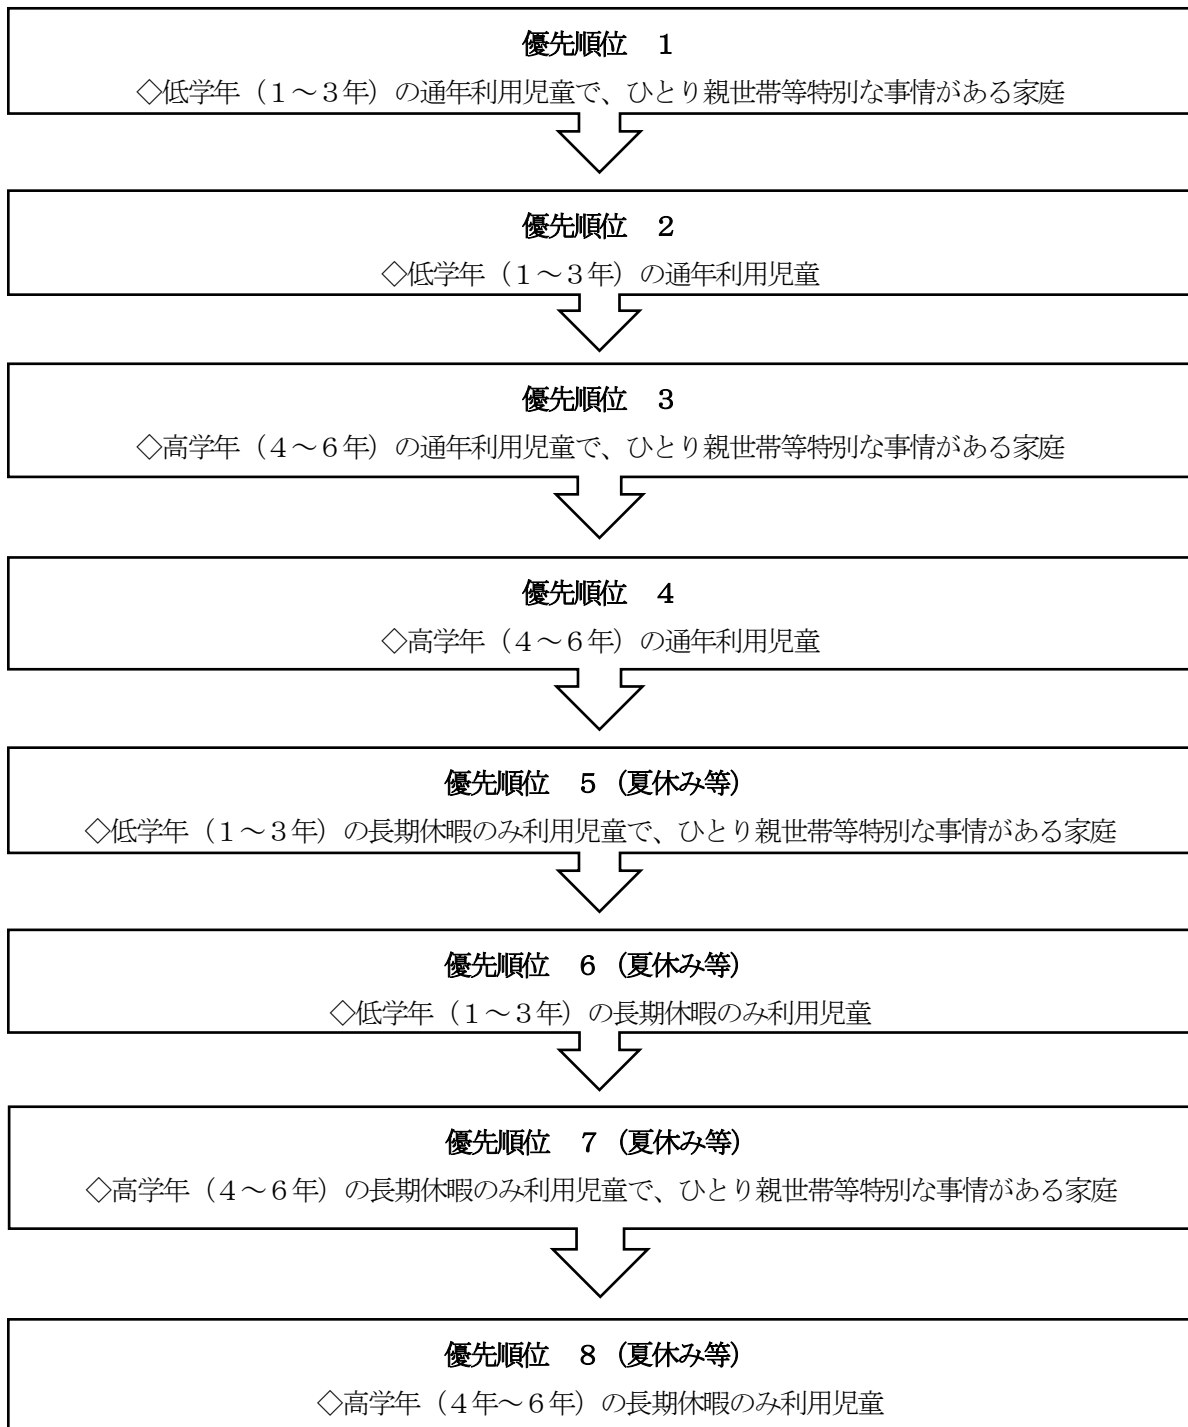 優先順位　１
◇低学年（１～３年）の通年利用児童で、ひとり親世帯等特別な事情がある家庭
優先順位　２
◇低学年（１～３年）の通年利用児童
優先順位　３
◇高学年（４～６年）の通年利用児童で、ひとり親世帯等特別な事情がある家庭
優先順位　４
◇高学年（４～６年）の通年利用児童
優先順位　５（夏休み等）
◇低学年（１～３年）の長期休暇のみ利用児童で、ひとり親世帯等特別な事情がある家庭
優先順位　６（夏休み等）
◇低学年（１～３年）の長期休暇のみ利用児童
優先順位　７（夏休み等）
◇高学年（４～６年）の長期休暇のみ利用児童で、ひとり親世帯等特別な事情がある家庭
優先順位　８（夏休み等）
◇高学年（４年～６年）の長期休暇のみ利用児童